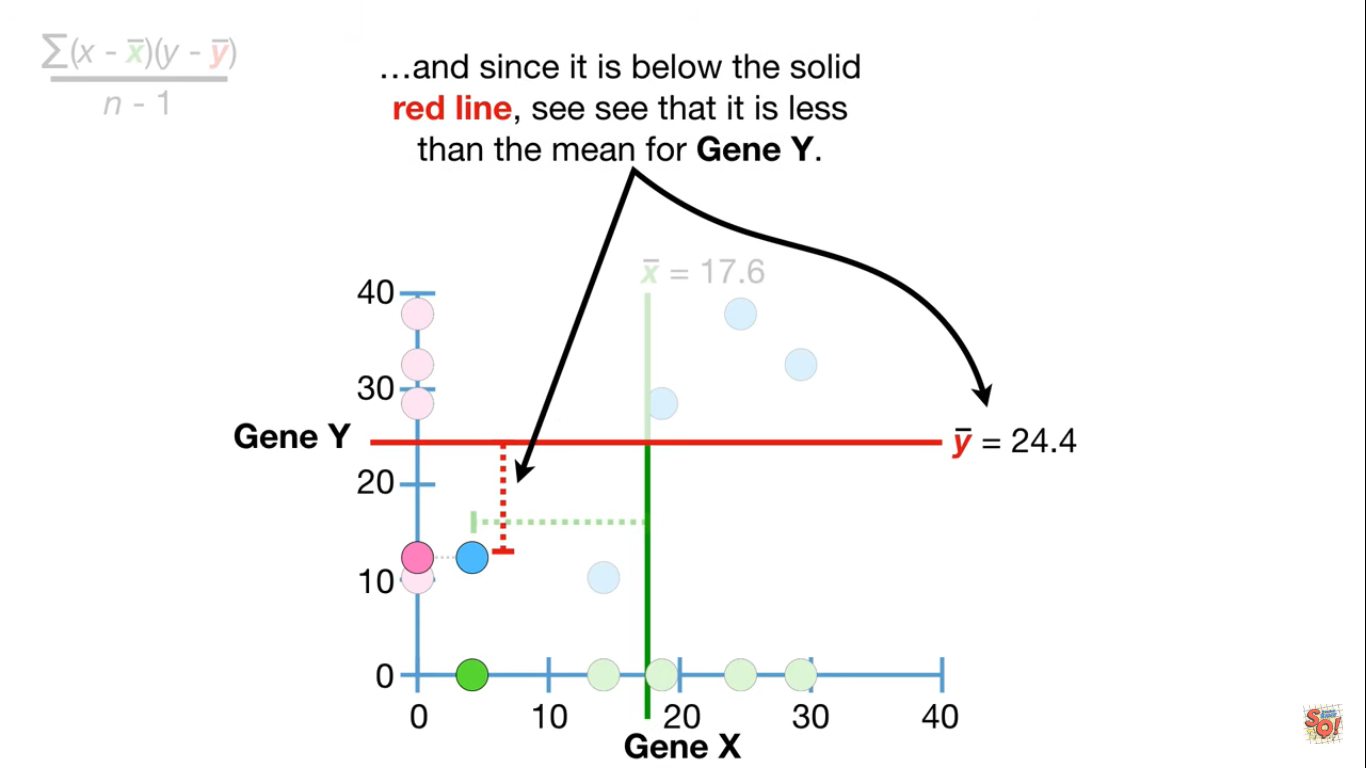 ∑(x - x̄)(y - ȳ)
n - 1
…and since it is below the solid
red line, see see that it is less
than the mean for Gene Y.
x̄ = 17.6
40
30
Gene Y
ȳ = 24.4
20
10
0
0 10 20 30 40
Gene X
SQ!